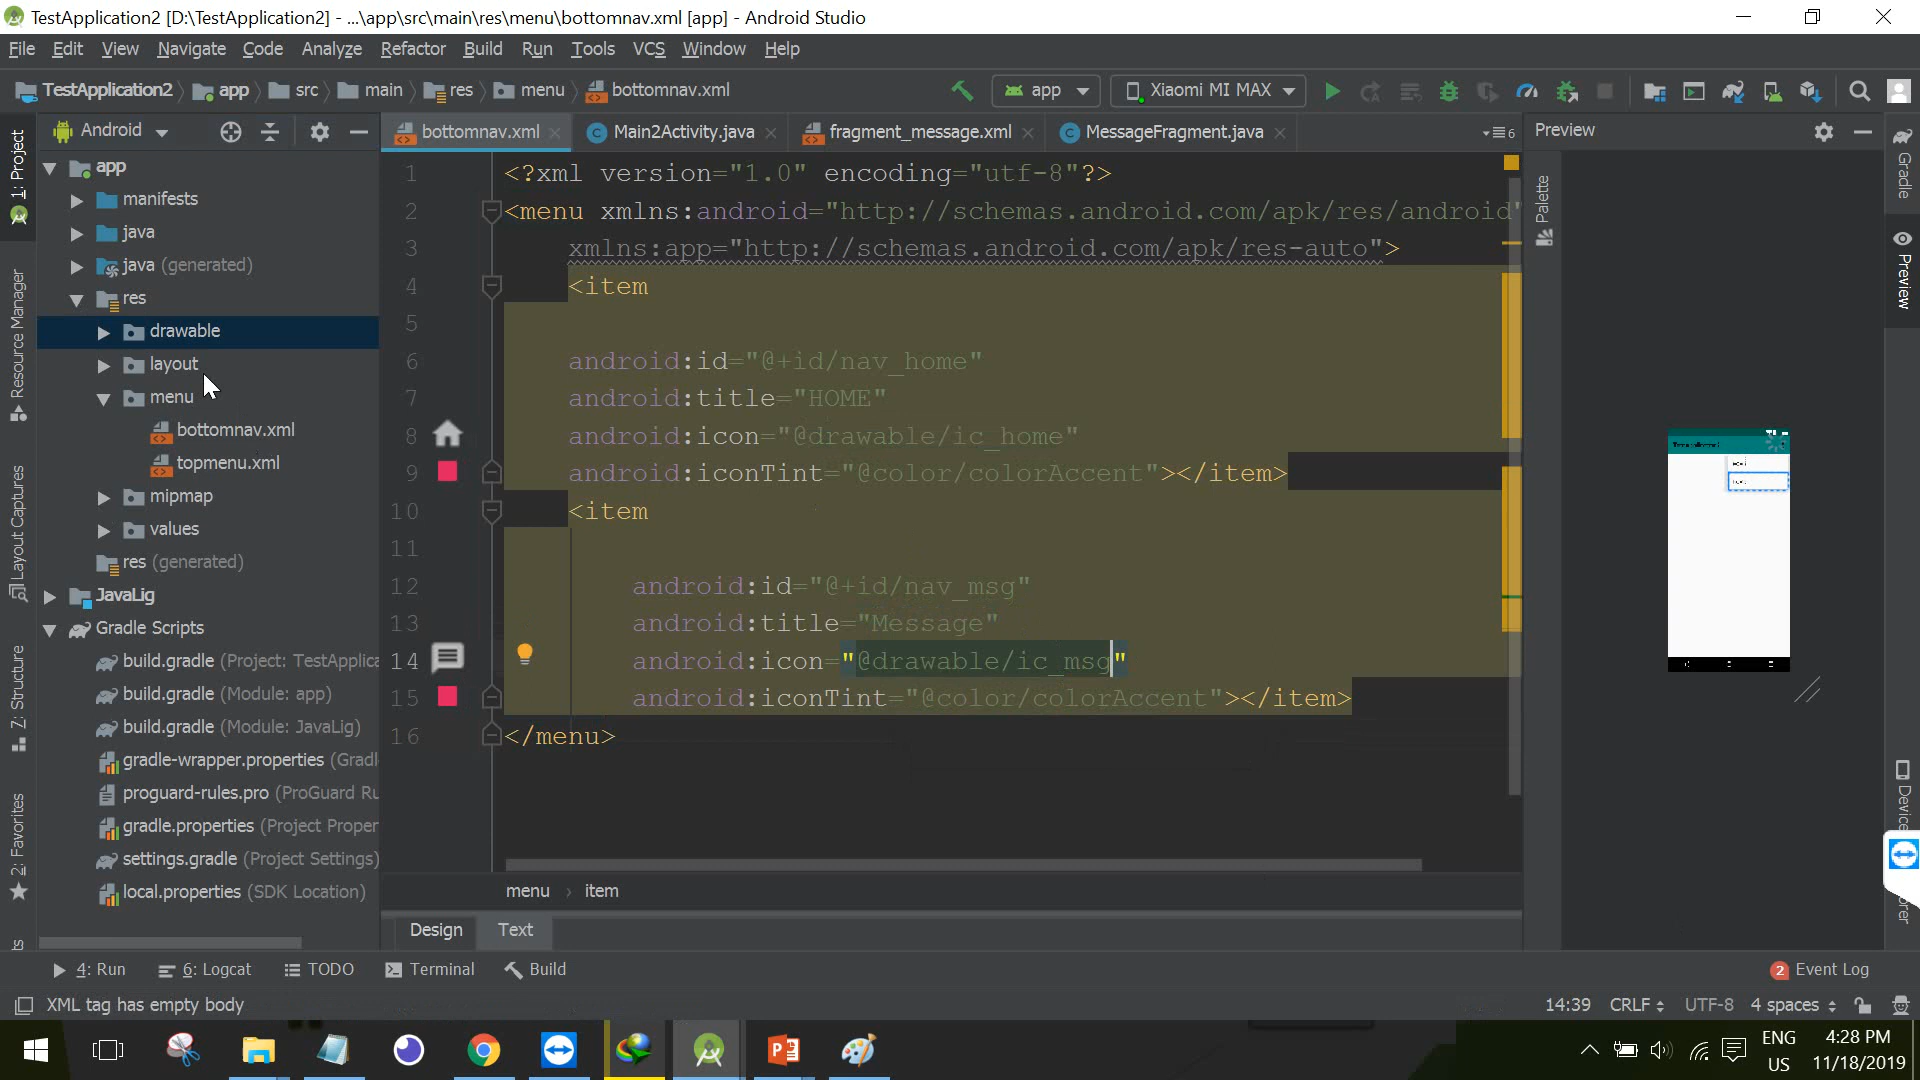 TestApplication2 [D:\TestApplication2] - ...\app\src\main\res\menu\bottomnav.xml [app] - Android Studio
File Edit View Navigate Code Analyze Refactor Build Run Tools VCS Window Help
TestApplication2 app src main res menu bottomnav.xml
app Xiaomi MI MAX
Android
bottomnav.xml Main2Activity.java fragment_message.xml MessageFragment.java 6
Preview
1: Project
Resource Manager
Layout Captures
Z: Structure
2: Favorites
app
manifests
java
java (generated)
res
drawable
layout
menu
bottomnav.xml
topmenu.xml
mipmap
values
res (generated)
JavaLig
Gradle Scripts
build.gradle (Project: TestApplica
build.gradle (Module: app)
build.gradle (Module: JavaLig)
gradle-wrapper.properties (Gradl
proguard-rules.pro (ProGuard Ru
gradle.properties (Project Proper
settings.gradle (Project Settings)
local.properties (SDK Location)
1 <?xml version="1.0" encoding="utf-8"?>
2 <menu xmlns:android="http://schemas.android.com/apk/res/android"
3 xmlns:app="http://schemas.android.com/apk/res-auto">
4 <item
5
6 android:id="@+id/nav_home"
7 android:title="HOME"
8 android:icon="@drawable/ic_home"
9 android:iconTint="@color/colorAccent"></item>
10 <item
11
12 android:id="@+id/nav_msg"
13 android:title="Message"
14 android:icon="@drawable/ic_msg"
15 android:iconTint="@color/colorAccent"></item>
16 </menu>
menu › item
Design Text
Palette
Gradle
Preview
Device
orer
4: Run 6: Logcat TODO Terminal Build
2 Event Log
XML tag has empty body
14:39 CRLF UTF-8 4 spaces
ENG
US
4:28 PM
11/18/2019